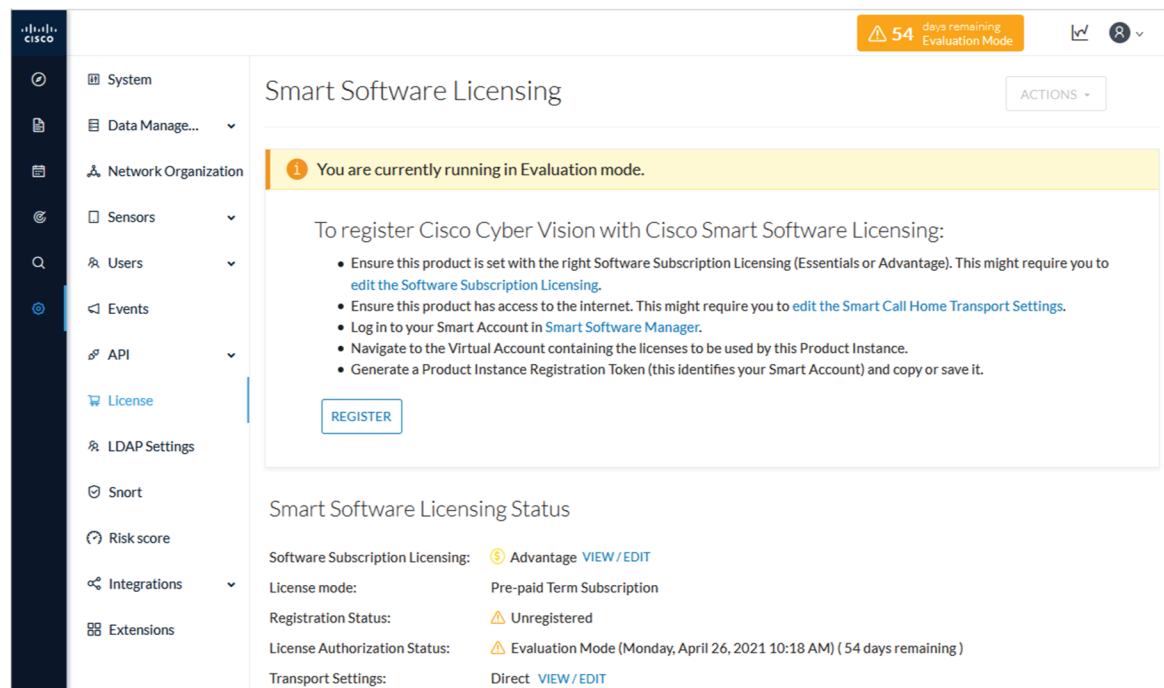 CISCO
54 days remaining
Evaluation Mode
System
Data Manage...
Network Organization
Sensors
Users
Events
API
License
LDAP Settings
Snort
Risk score
Integrations
Extensions
Smart Software Licensing
ACTIONS
You are currently running in Evaluation mode.
To register Cisco Cyber Vision with Cisco Smart Software Licensing:
• Ensure this product is set with the right Software Subscription Licensing (Essentials or Advantage). This might require you to
edit the Software Subscription Licensing.
• Ensure this product has access to the internet. This might require you to edit the Smart Call Home Transport Settings.
• Log in to your Smart Account in Smart Software Manager.
• Navigate to the Virtual Account containing the licenses to be used by this Product Instance.
• Generate a Product Instance Registration Token (this identifies your Smart Account) and copy or save it.
REGISTER
Smart Software Licensing Status
Software Subscription Licensing: $ Advantage VIEW / EDIT
License mode: Pre-paid Term Subscription
Registration Status: Unregistered
License Authorization Status: Evaluation Mode (Monday, April 26, 2021 10:18 AM) ( 54 days remaining )
Transport Settings: Direct VIEW / EDIT